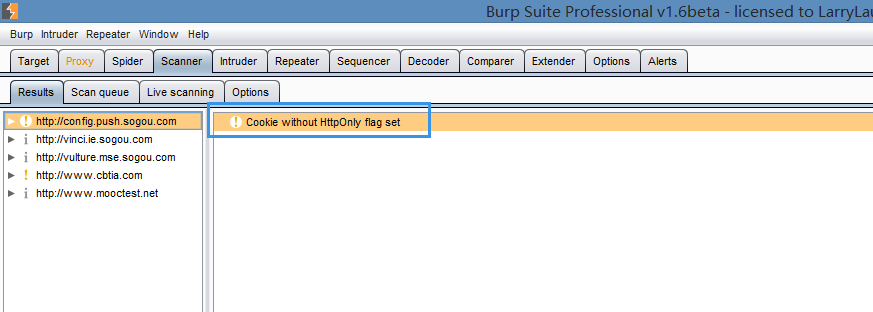 Burp Suite Professional v1.6beta - licensed to LarryLau
Burp Intruder Repeater Window Help
Target Proxy Spider Scanner Intruder Repeater Sequencer Decoder Comparer Extender Options Alerts
Results Scan queue Live scanning Options
http://config.push.sogou.com
Cookie without HttpOnly flag set
http://vinci.ie.sogou.com
http://vulture.mse.sogou.com
http://www.cbtia.com
http://www.mooctest.net